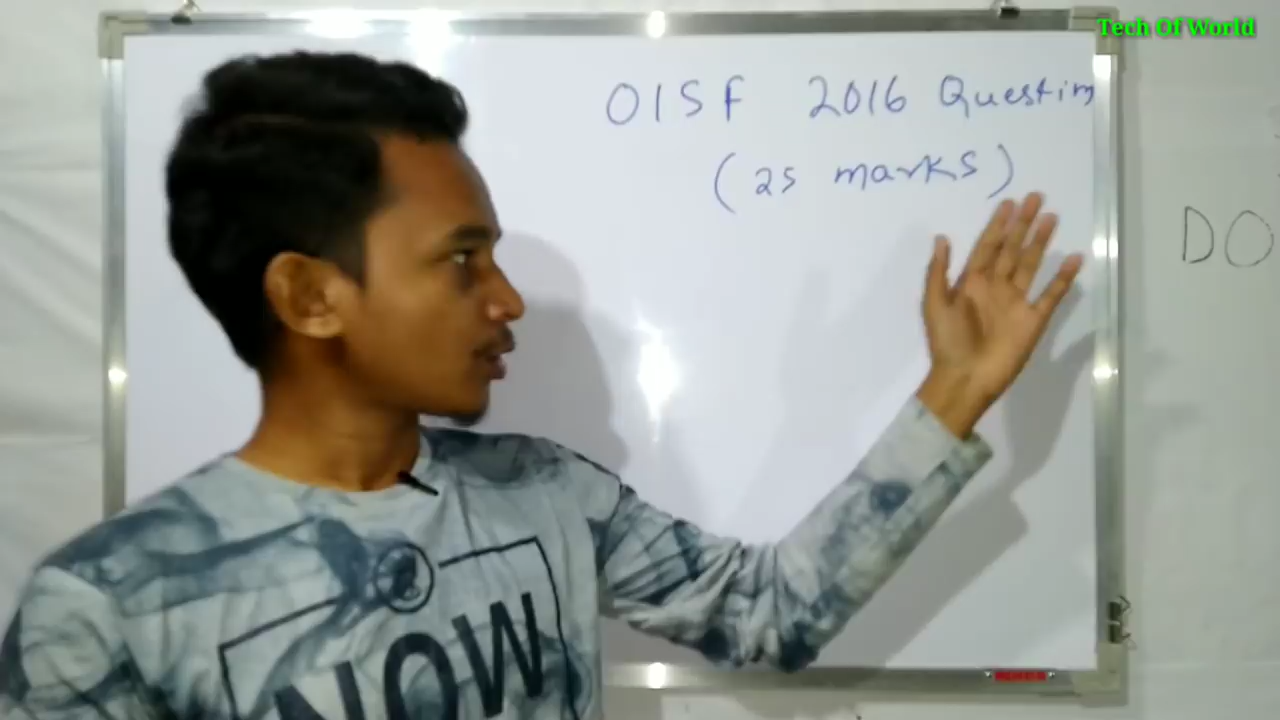 Tech Of World
OISF 2016 Question
(25 marks)
DO
NOW